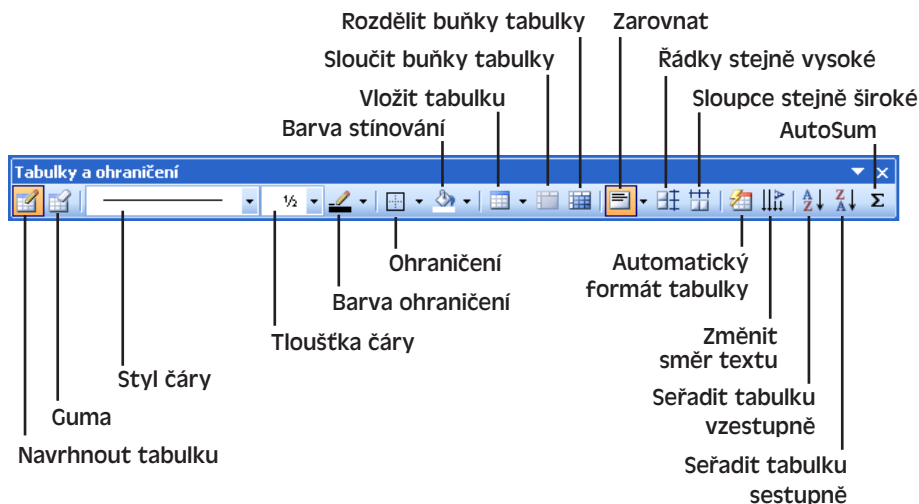 Rozdělit buňky tabulky
Zarovnat
Sloučit buňky tabulky
Řádky stejně vysoké
Vložit tabulku
Sloupce stejně široké
Barva stínování
AutoSum
Tabulky a ohraničení
½
A
Z
Z
A
Σ
Ohraničení
Automatický
formát tabulky
Barva ohraničení
Tloušťka čáry
Změnit
směr textu
Styl čáry
Seřadit tabulku
vzestupně
Guma
Navrhnout tabulku
Seřadit tabulku
sestupně